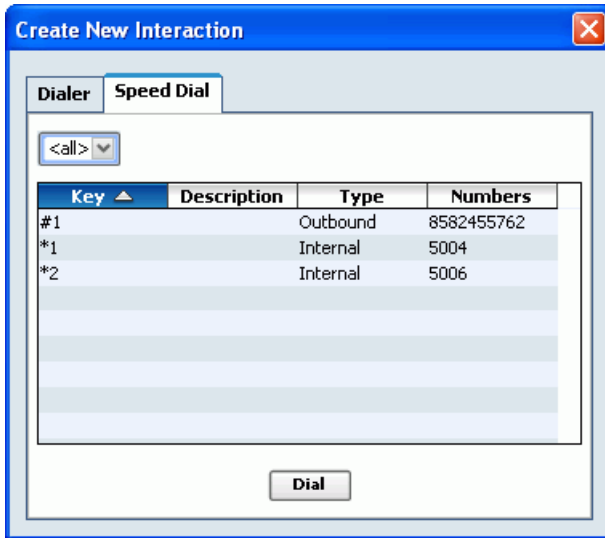 Create New Interaction
Dialer Speed Dial
<all>
Key Description Type Numbers
#1 Outbound 8582455762
*1 Internal 5004
*2 Internal 5006
Dial